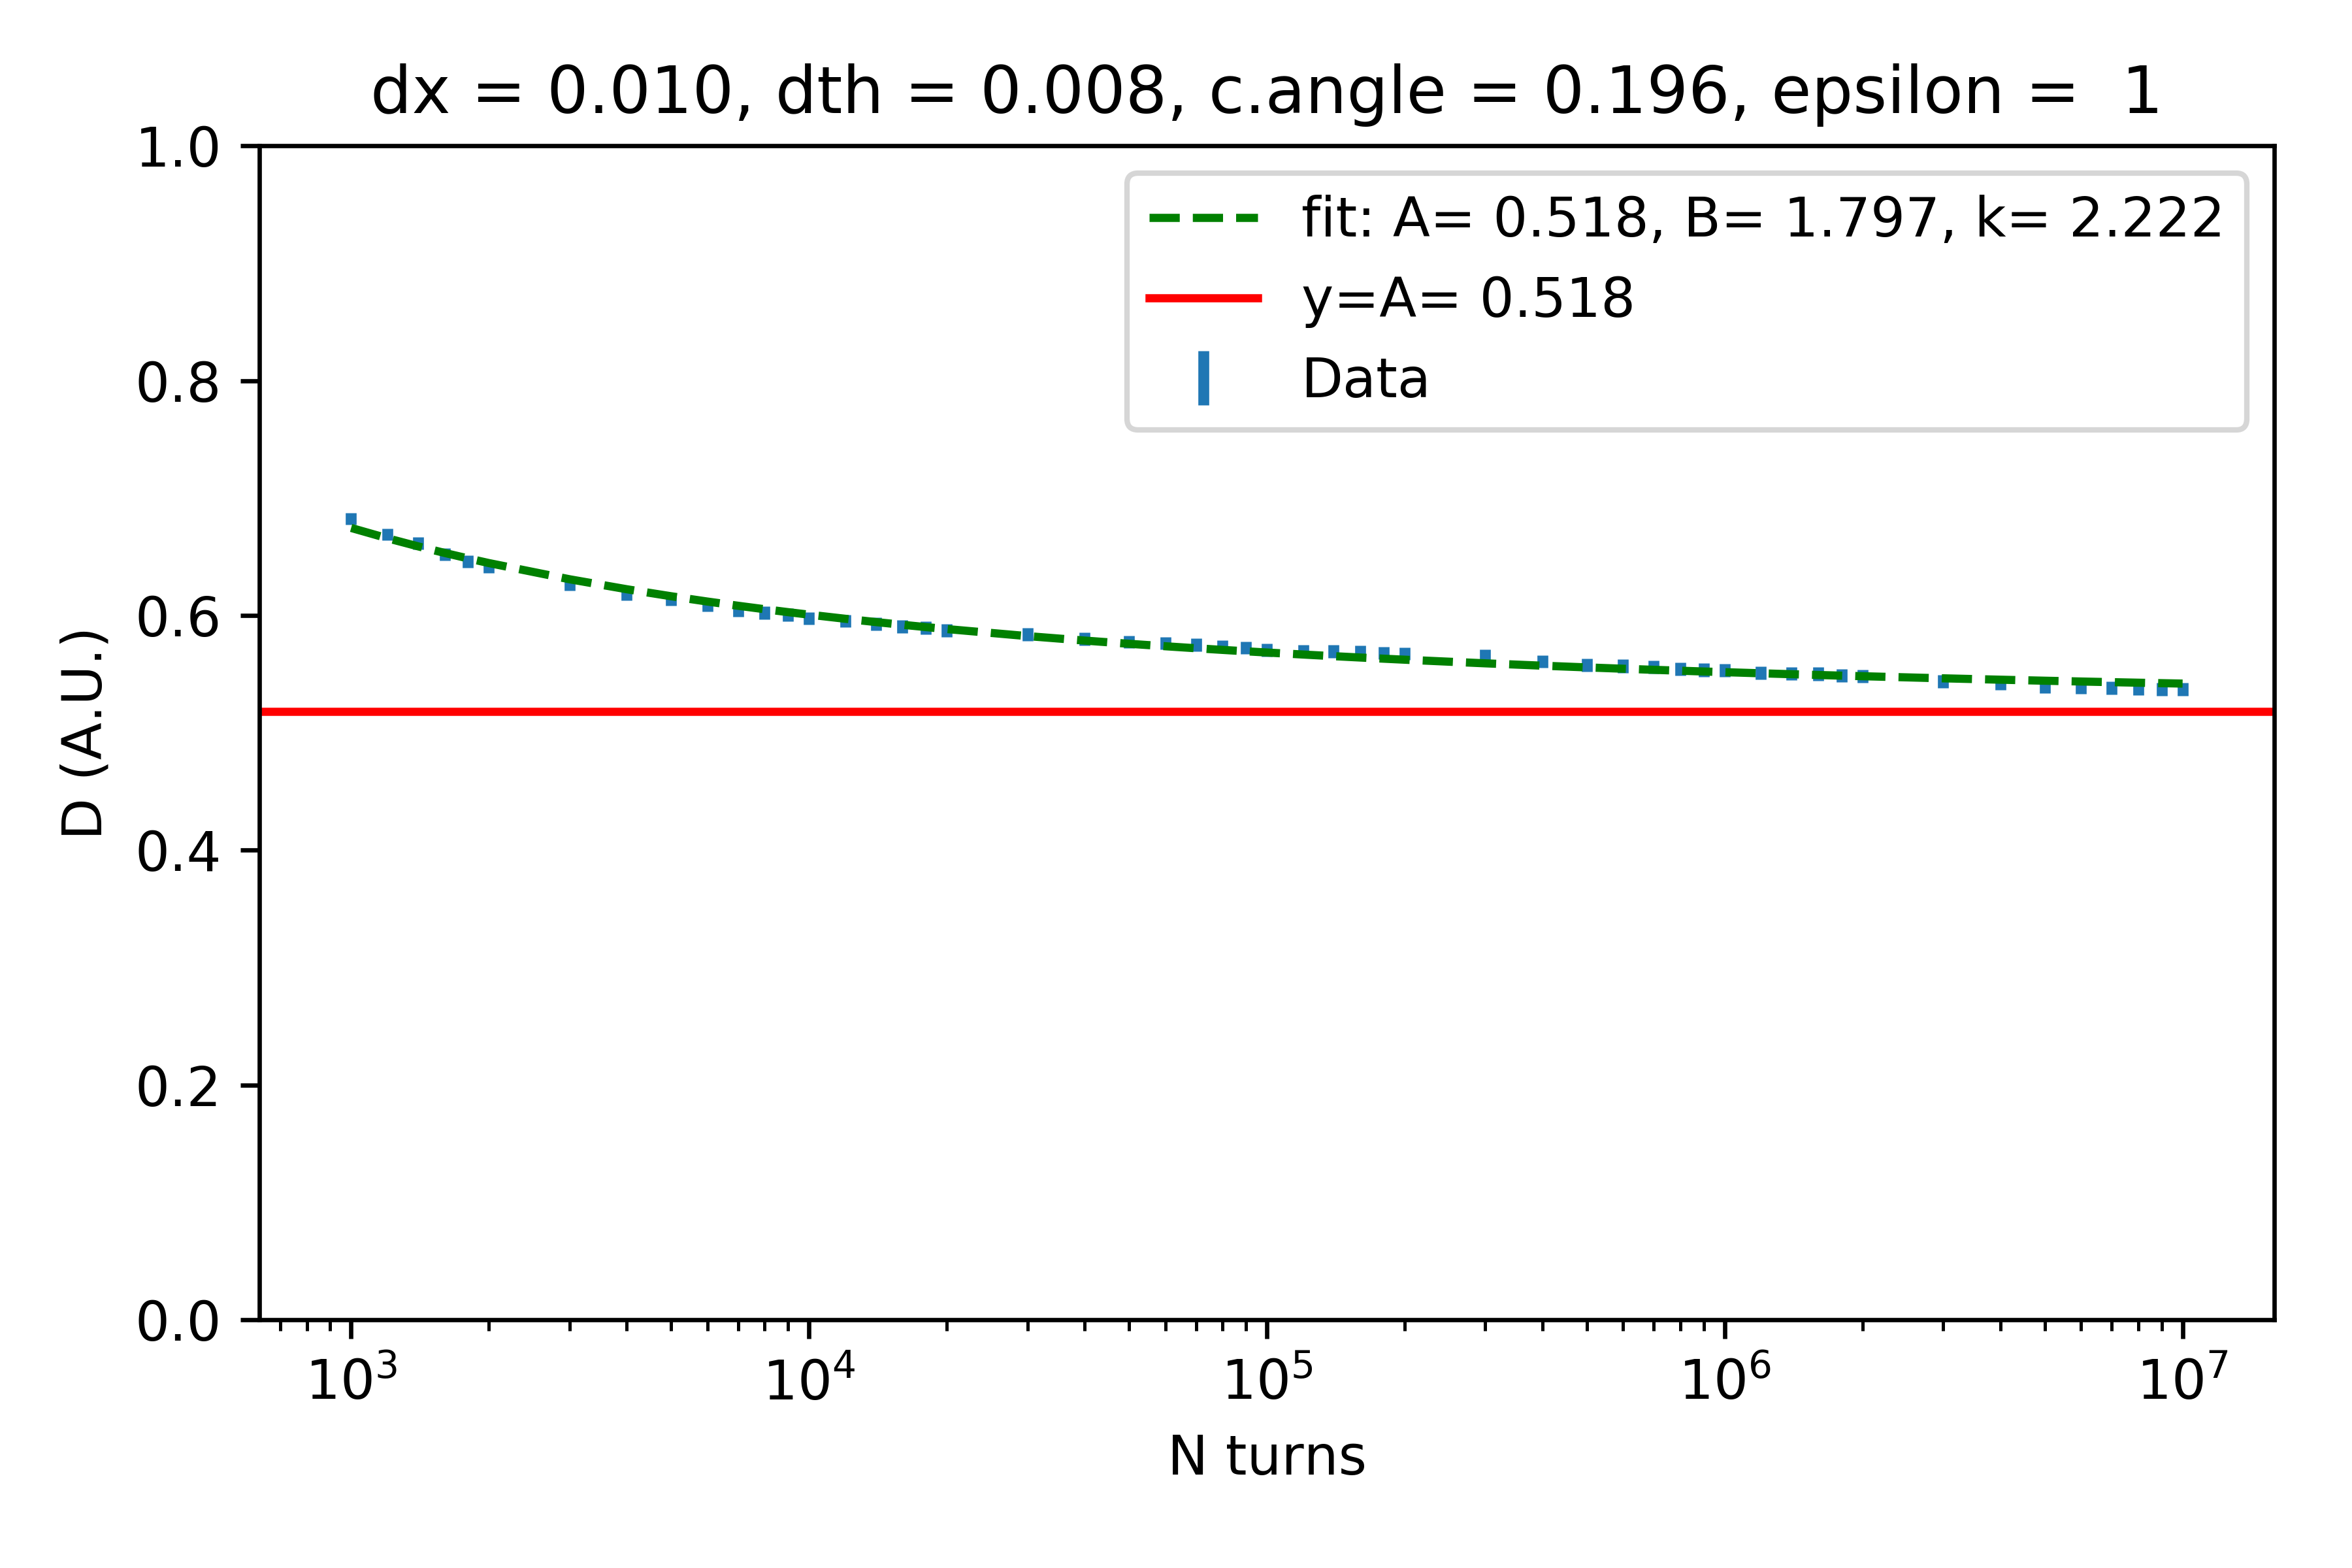 dx = 0.010, dth = 0.008, c.angle = 0.196, epsilon =  1
fit: A= 0.518, B= 1.797, k= 2.222
y=A= 0.518
Data
D (A.U.)
1.0
0.8
0.6
0.4
0.2
0.0
10³ 10⁴ 10⁵ 10⁶ 10⁷
N turns